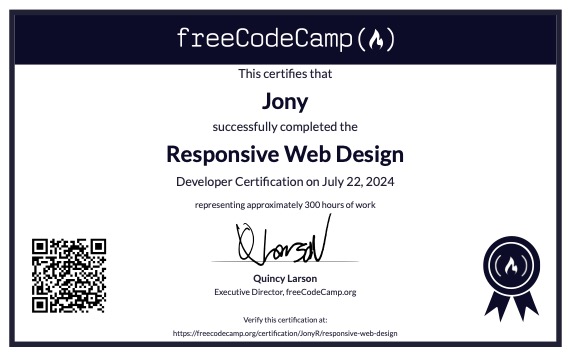 freeCodeCamp(🔥)
This certifies that
Jony
successfully completed the
Responsive Web Design
Developer Certification on July 22, 2024
representing approximately 300 hours of work
Quincy Larson
Executive Director, freeCodeCamp.org
Verify this certification at:
https://freecodecamp.org/certification/JonyR/responsive-web-design